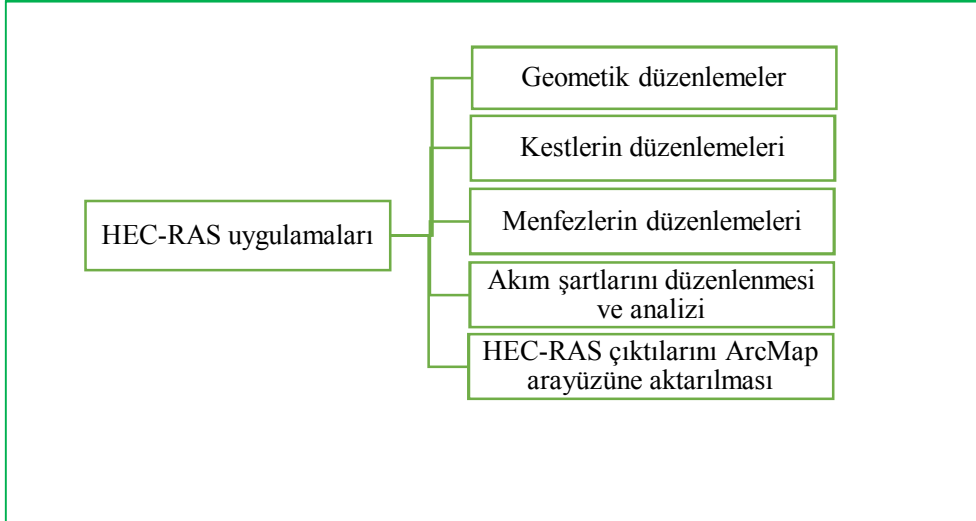 Geometik düzenlemeler
Kestlerin düzenlemeleri
HEC-RAS uygulamaları
Menfezlerin düzenlemeleri
Akım şartlarını düzenlenmesi
ve analizi
HEC-RAS çıktılarını ArcMap
arayüzüne aktarılması